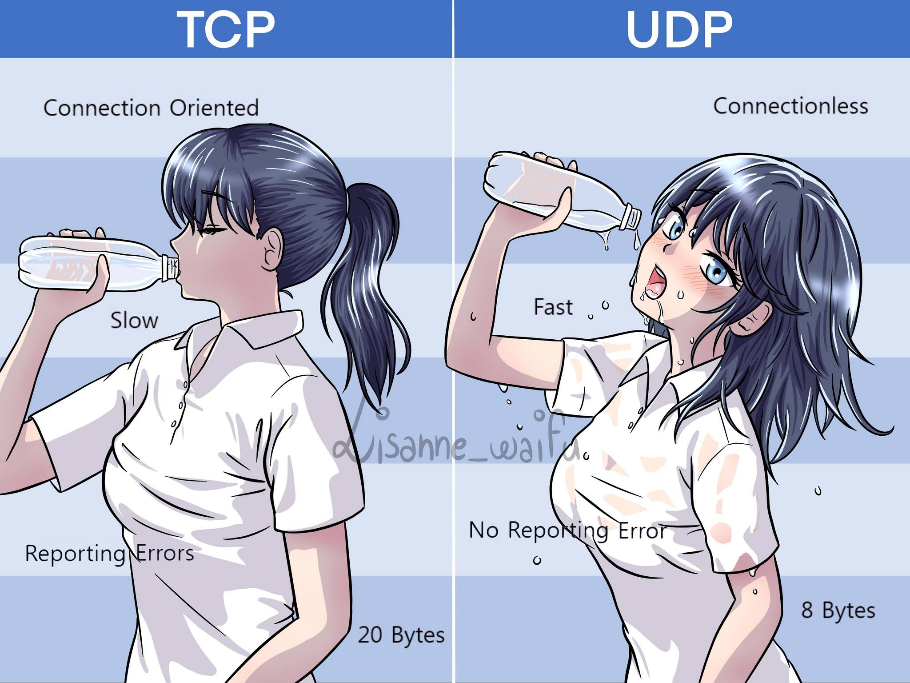 TCP
UDP
Connection Oriented
Connectionless
Slow
Fast
Lisanne_waifu
Reporting Errors
No Reporting Error
20 Bytes
8 Bytes